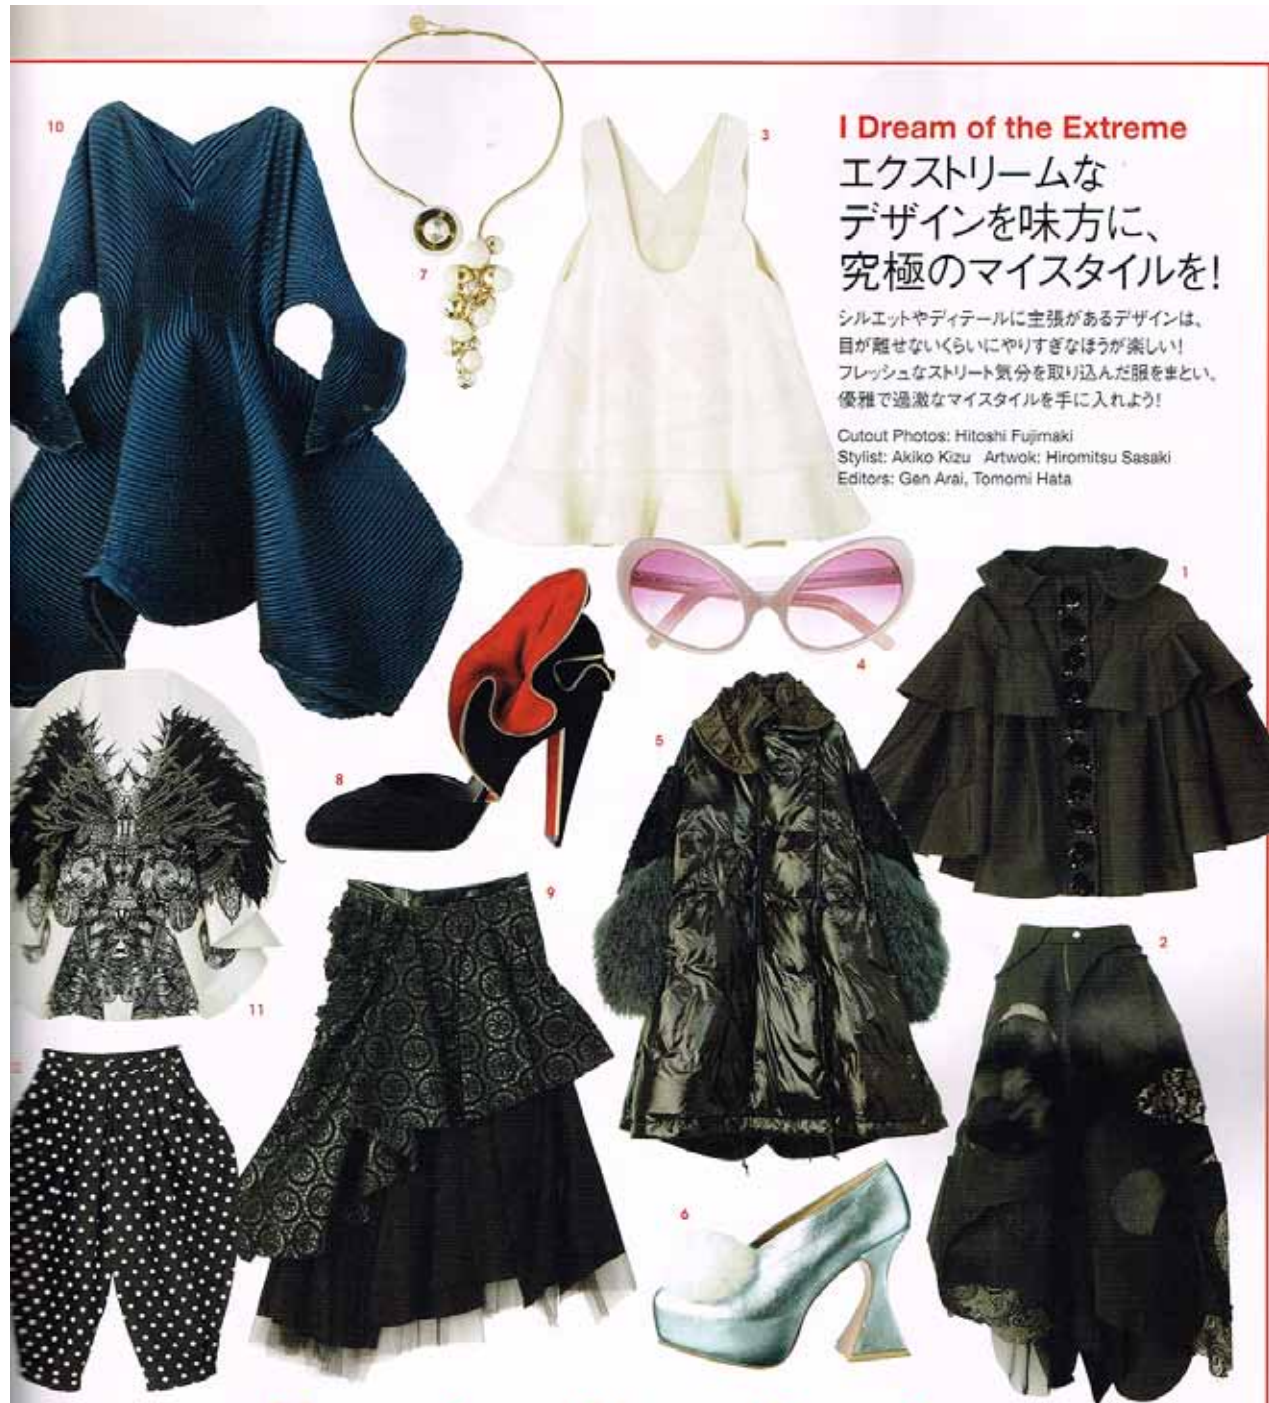 I Dream of the Extreme
エクストリームな
デザインを味方に、
究極のマイスタイルを!
シルエットやディテールに主張があるデザインは、
目が離せないくらいにやりすぎなほうが楽しい!
フレッシュなストリート気分を取り込んだ服をまとい、
優雅で過激なマイスタイルを手に入れよう!
Cutout Photos: Hitoshi Fujimaki
Stylist: Akiko Kizu Artwok: Hiromitsu Sasaki
Editors: Gen Arai, Tomomi Hata
10
7
3
4
1
8
5
9
2
11
6